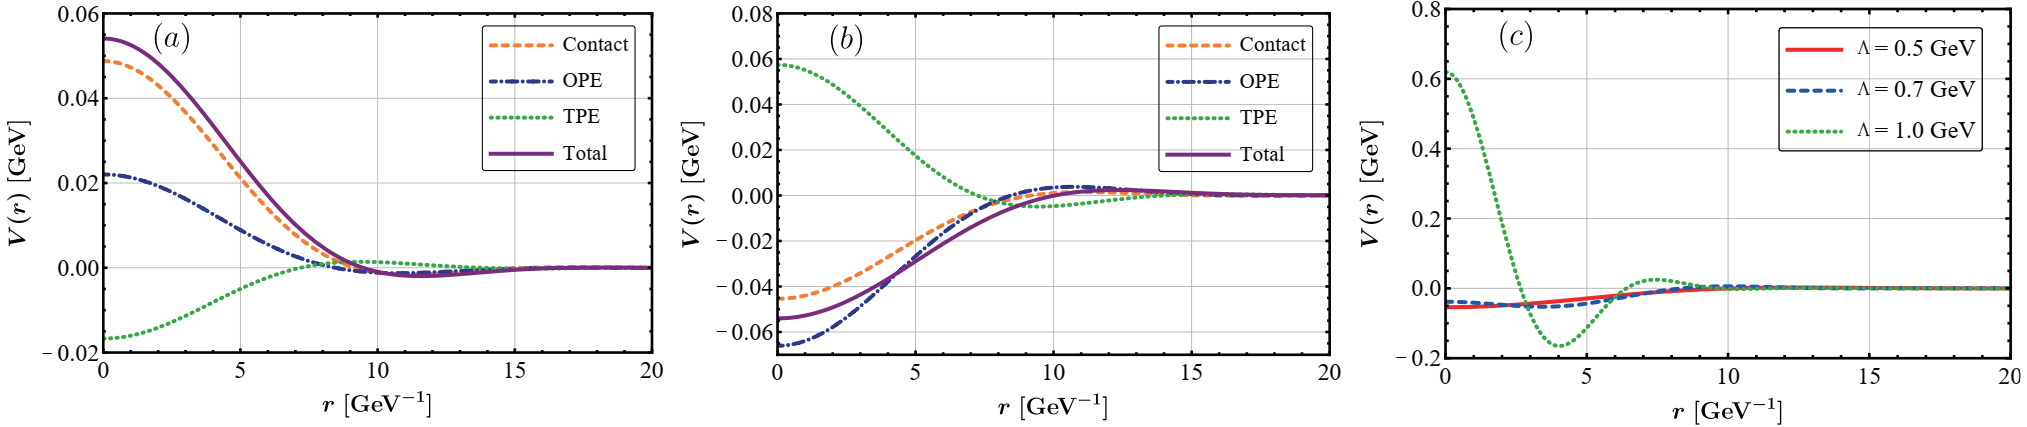 (a)
Contact
OPE
TPE
Total
0.06
0.04
0.02
0.00
−0.02
V(r) [GeV]
0 5 10 15 20
r [GeV⁻¹]
(b)
Contact
OPE
TPE
Total
0.08
0.06
0.04
0.02
0.00
−0.02
−0.04
−0.06
V(r) [GeV]
0 5 10 15 20
r [GeV⁻¹]
(c)
Λ = 0.5 GeV
Λ = 0.7 GeV
Λ = 1.0 GeV
0.8
0.6
0.4
0.2
0.0
−0.2
V(r) [GeV]
0 5 10 15 20
r [GeV⁻¹]